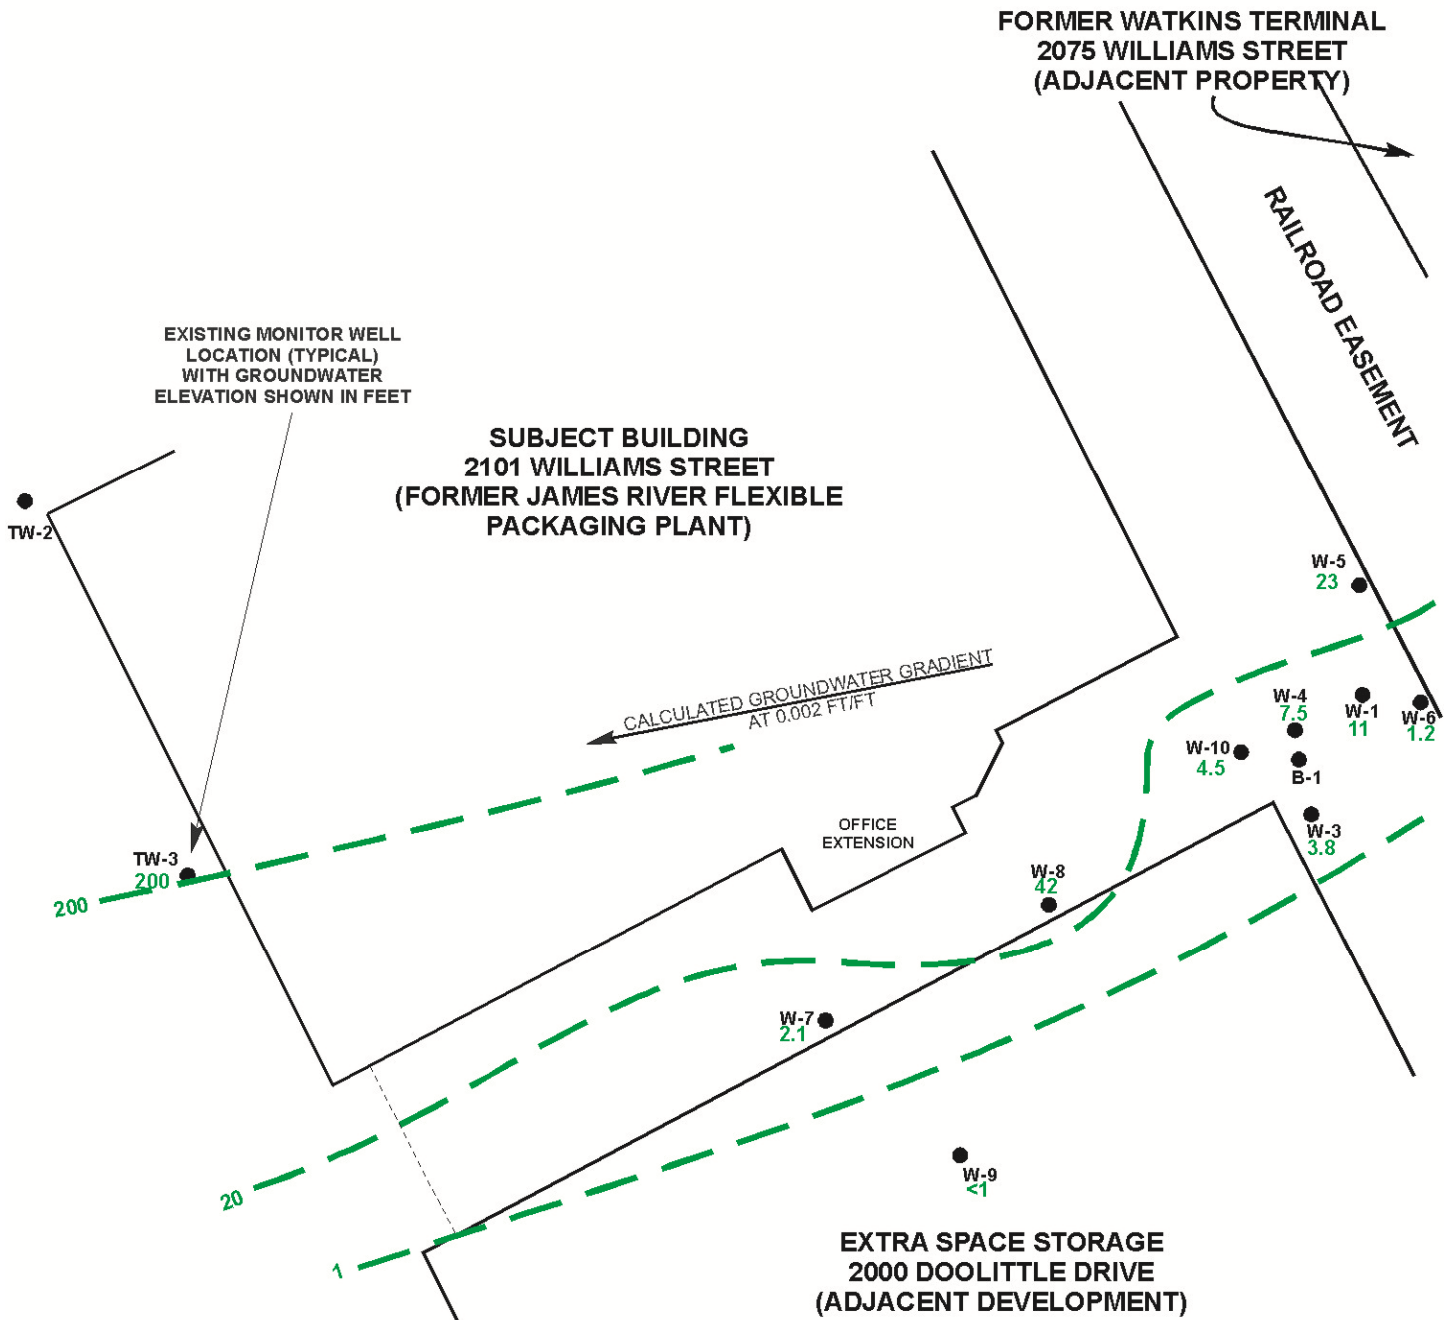 FORMER WATKINS TERMINAL
2075 WILLIAMS STREET
(ADJACENT PROPERTY)
RAILROAD EASEMENT
EXISTING MONITOR WELL
LOCATION (TYPICAL)
WITH GROUNDWATER
ELEVATION SHOWN IN FEET
SUBJECT BUILDING
2101 WILLIAMS STREET
(FORMER JAMES RIVER FLEXIBLE
PACKAGING PLANT)
TW-2
W-5
23
CALCULATED GROUNDWATER GRADIENT
AT 0.002 FT/FT
W-4
7.5
W-1
11
W-6
1.2
W-10
4.5
B-1
OFFICE
EXTENSION
W-3
3.8
TW-3
200
200
W-8
42
W-7
2.1
W-9
<1
20
1
EXTRA SPACE STORAGE
2000 DOOLITTLE DRIVE
(ADJACENT DEVELOPMENT)